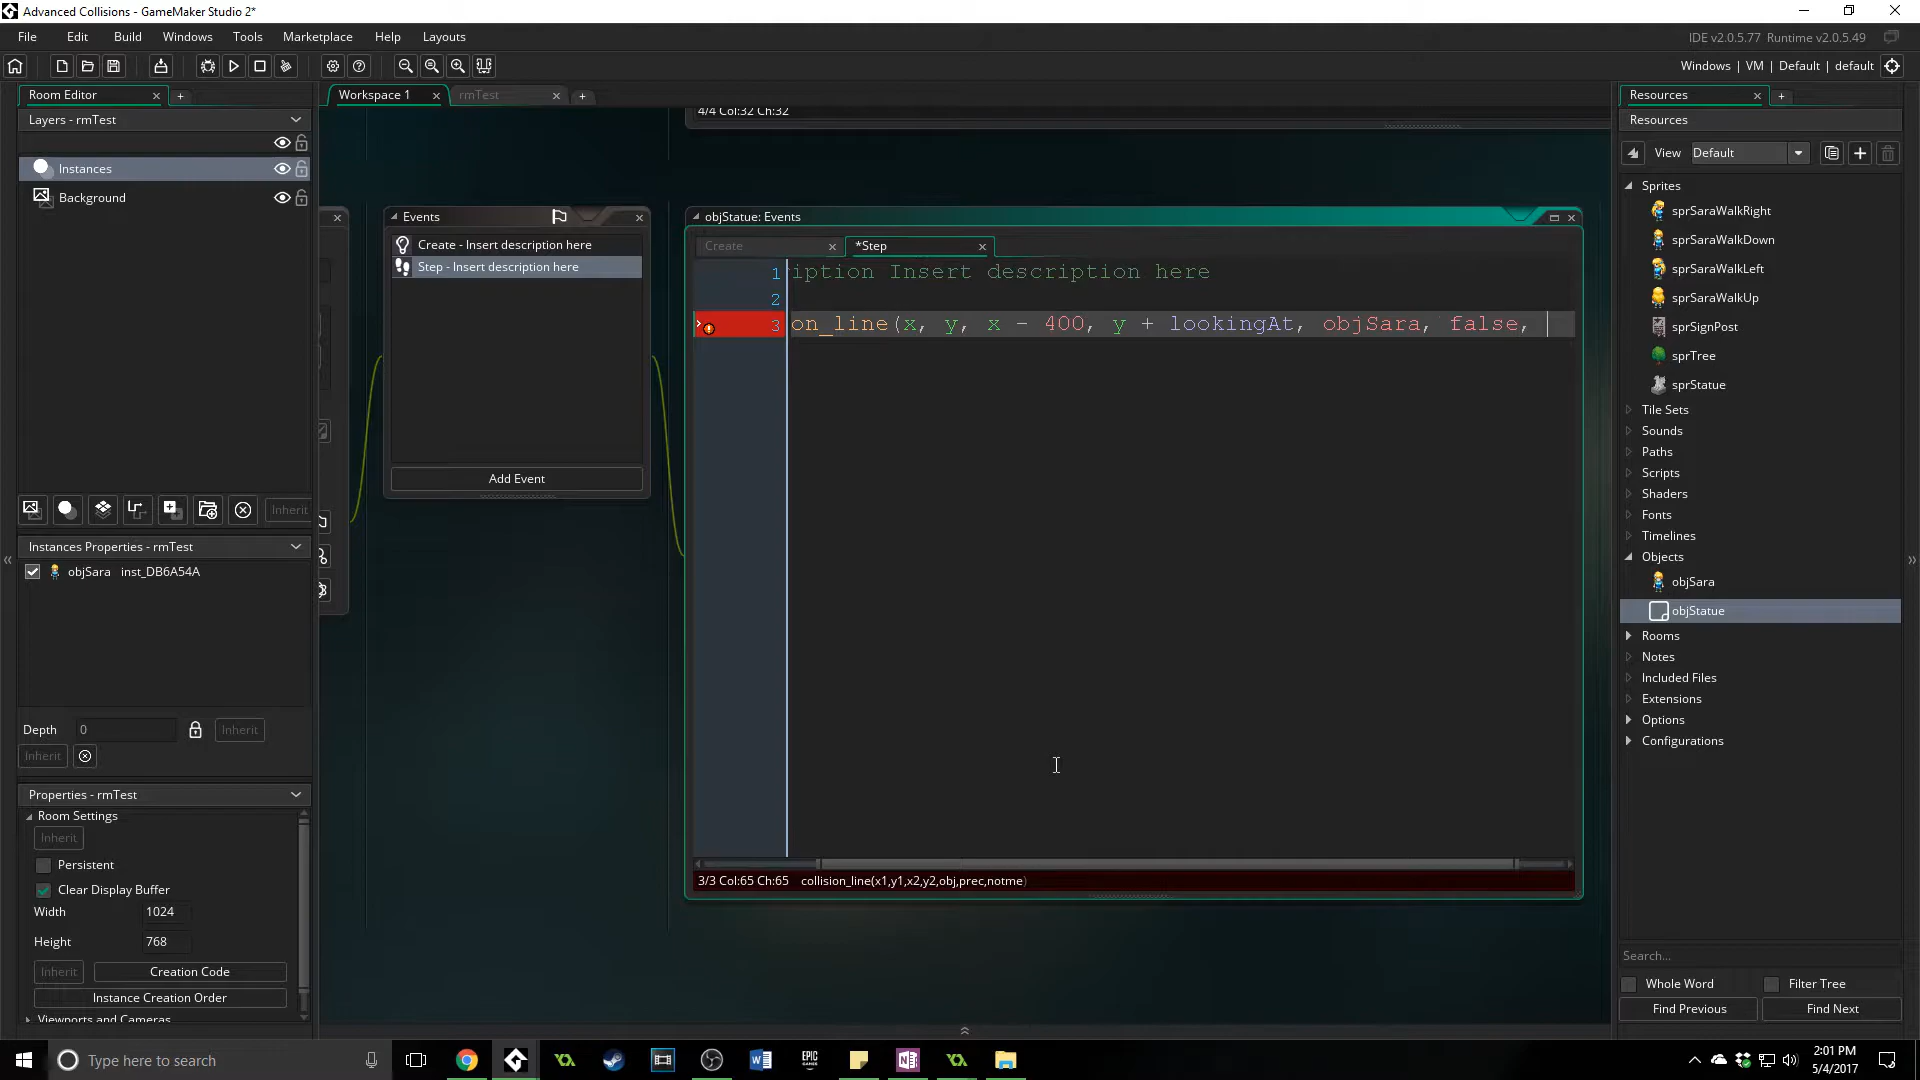 Advanced Collisions - GameMaker Studio 2*
File Edit Build Windows Tools Marketplace Help Layouts
IDE v2.0.5.77 Runtime v2.0.5.49
Windows | VM | Default | default
Room Editor
Layers - rmTest
Instances
Background
Inherit
Instances Properties - rmTest
objSara inst_DB6A54A
Depth 0 Inherit
Inherit
Properties - rmTest
Room Settings
Inherit
Persistent
Clear Display Buffer
Width 1024
Height 768
Inherit Creation Code
Instance Creation Order
Viewports and Cameras
Workspace 1 rmTest
4/4 Col:32 Ch:32
Events
Create - Insert description here
Step - Insert description here
Add Event
objStatue: Events
Create *Step
1 iption Insert description here
2
3 on_line(x, y, x - 400, y + lookingAt, objSara, false,
3/3 Col:65 Ch:65 collision_line(x1,y1,x2,y2,obj,prec,notme)
Resources
Resources
View Default
Sprites
sprSaraWalkRight
sprSaraWalkDown
sprSaraWalkLeft
sprSaraWalkUp
sprSignPost
sprTree
sprStatue
Tile Sets
Sounds
Paths
Scripts
Shaders
Fonts
Timelines
Objects
objSara
objStatue
Rooms
Notes
Included Files
Extensions
Options
Configurations
Search...
Whole Word Filter Tree
Find Previous Find Next
Type here to search
EPIC GAMES
2:01 PM
5/4/2017